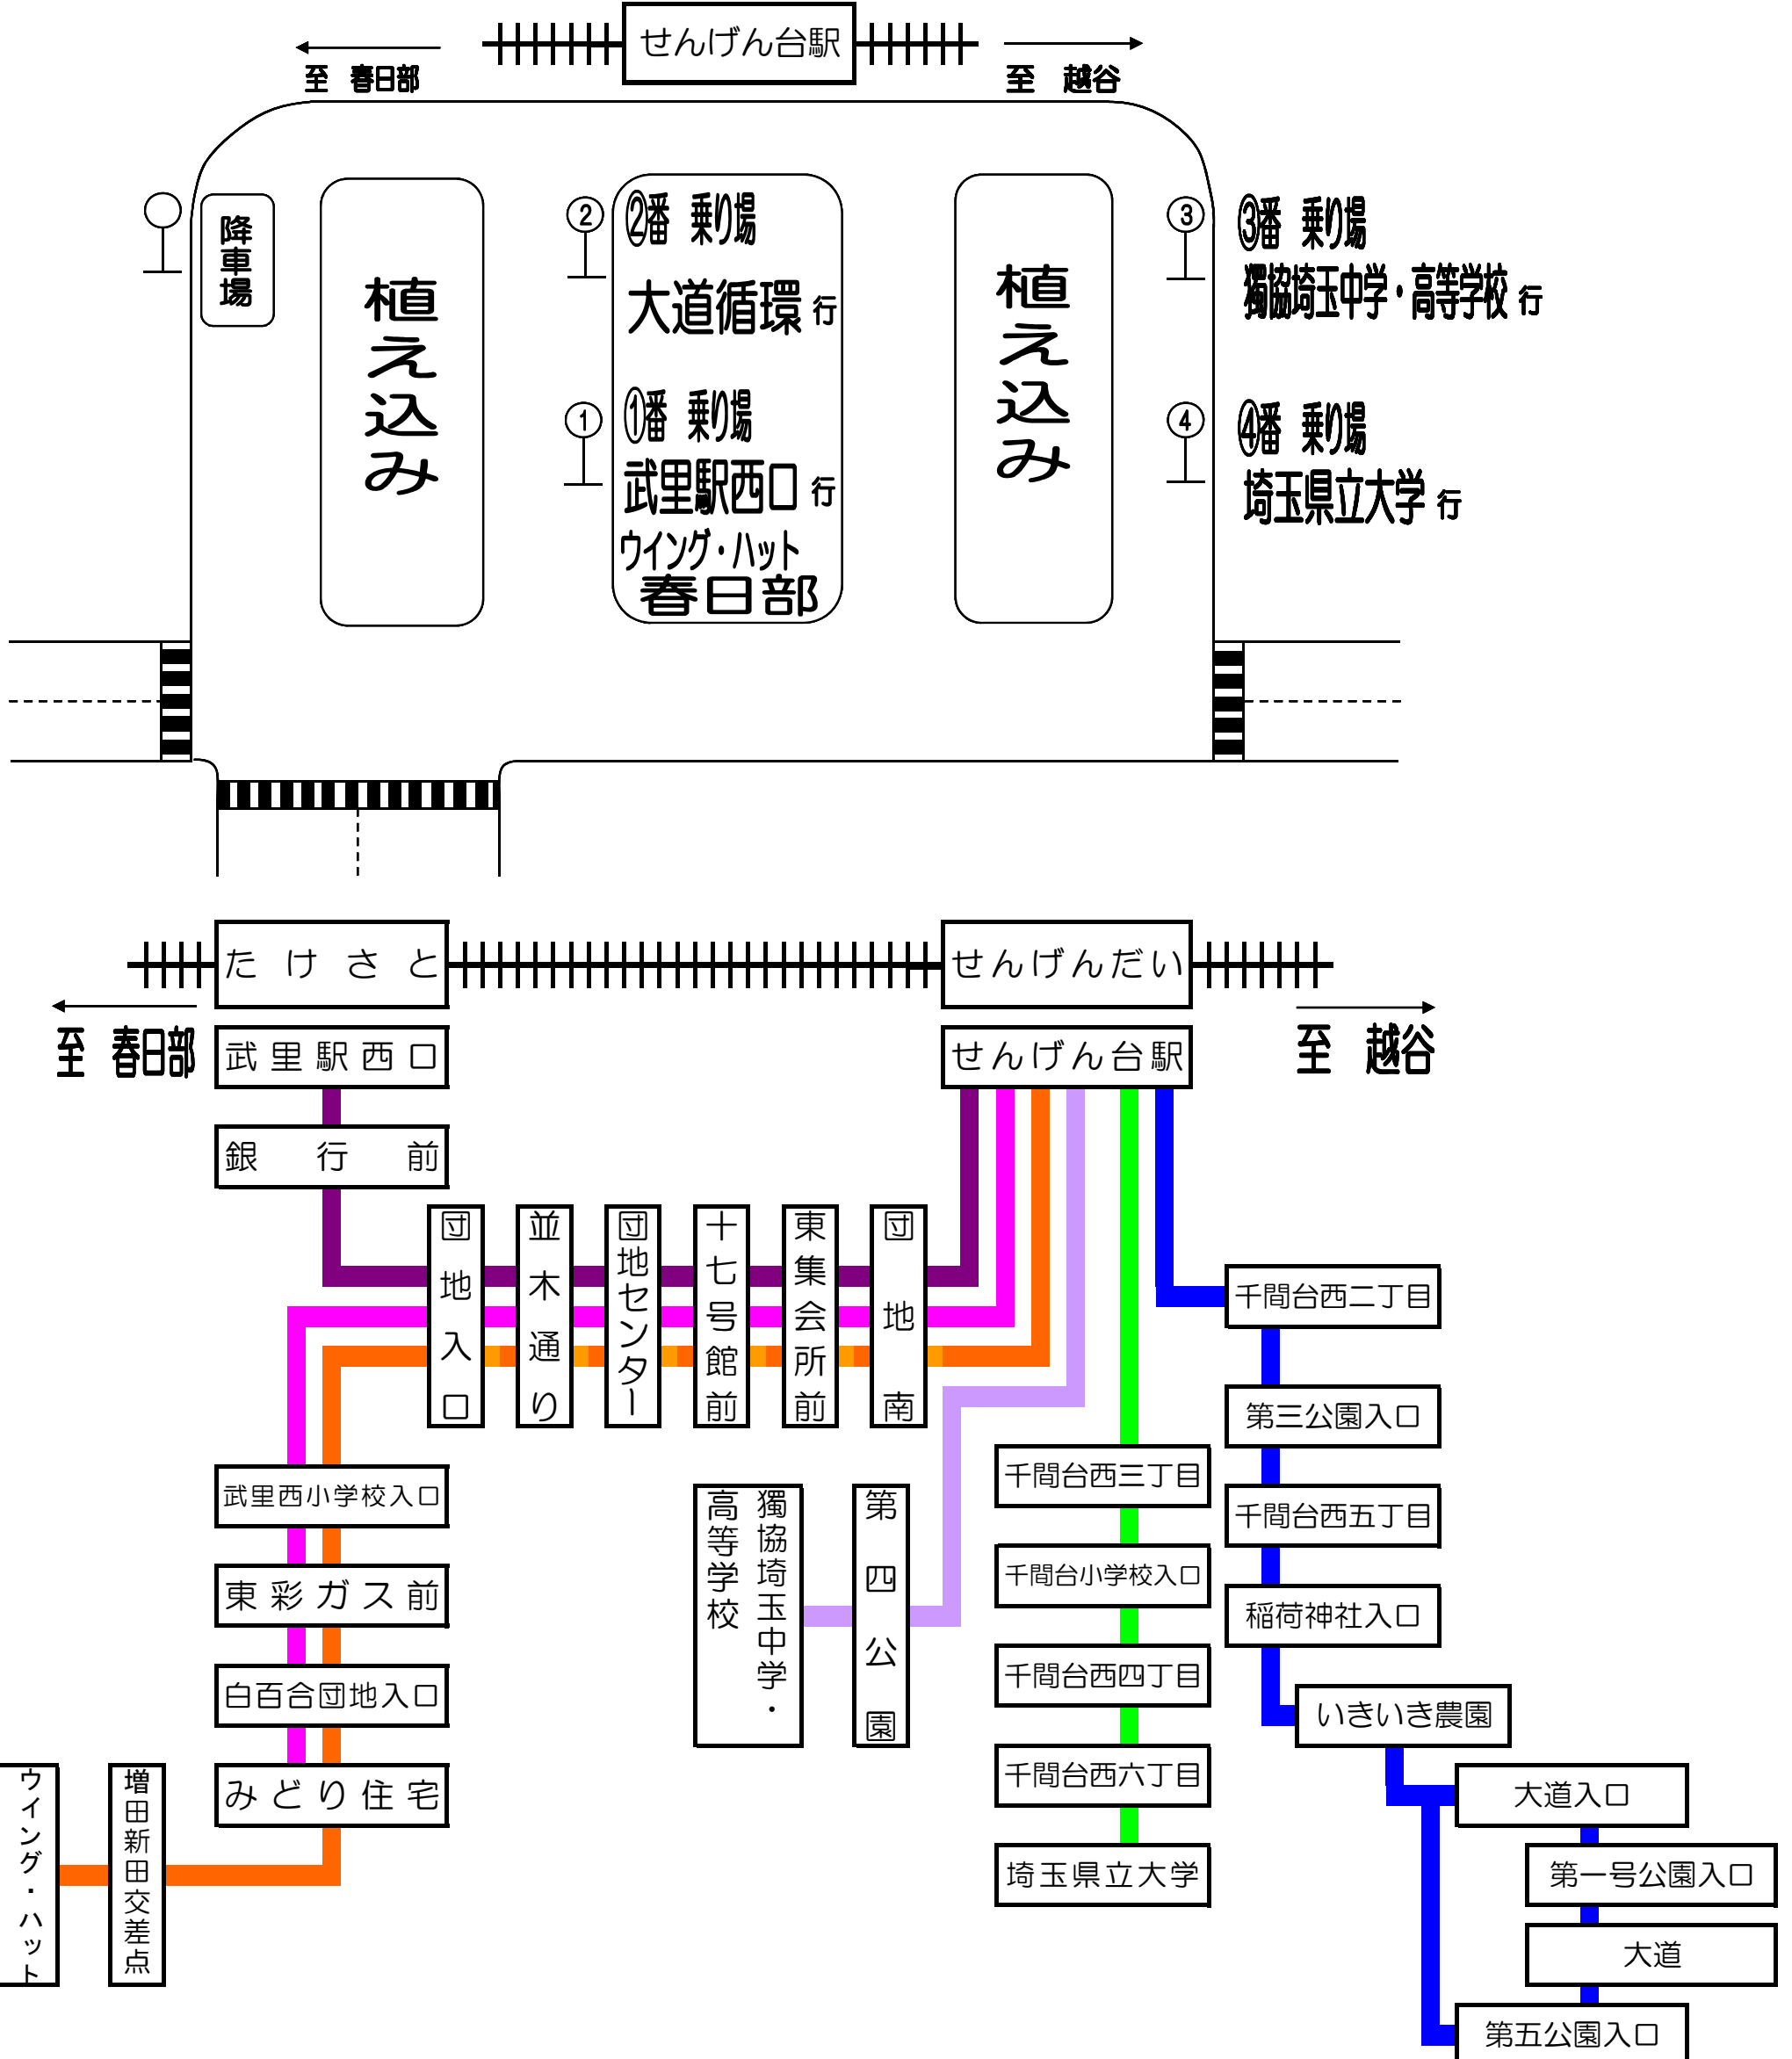 せんげん台駅
至 春日部
至 越谷
降車場
植え込み
②
②番 乗り場
大道循環 行
①
①番 乗り場
武里駅西口 行
ウイング・ハット
春日部
植え込み
③
③番 乗り場
獨協埼玉中学・高等学校 行
④
④番 乗り場
埼玉県立大学 行
たけさと
せんげんだい
至 春日部
至 越谷
武里駅西口
せんげん台駅
銀行前
団地入口
並木通り
団地センター
十七号館前
東集会所前
団地南
武里西小学校入口
東彩ガス前
白百合団地入口
みどり住宅
増田新田交差点
ウイング・ハット
獨協埼玉中学・
高等学校
第四公園
千間台西三丁目
千間台小学校入口
千間台西四丁目
千間台西六丁目
埼玉県立大学
千間台西二丁目
第三公園入口
千間台西五丁目
稲荷神社入口
いきいき農園
大道入口
第一号公園入口
大道
第五公園入口